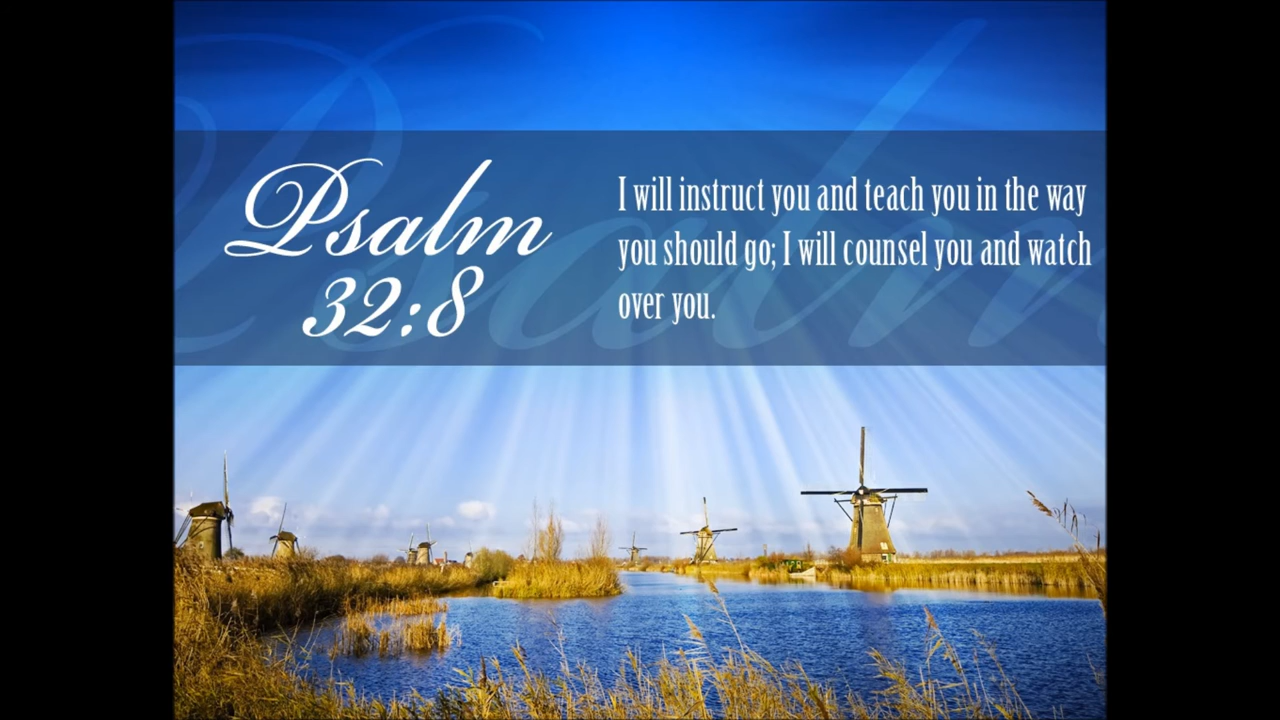 Psalm
32:8
I will instruct you and teach you in the way
you should go; I will counsel you and watch
over you.
Psalm